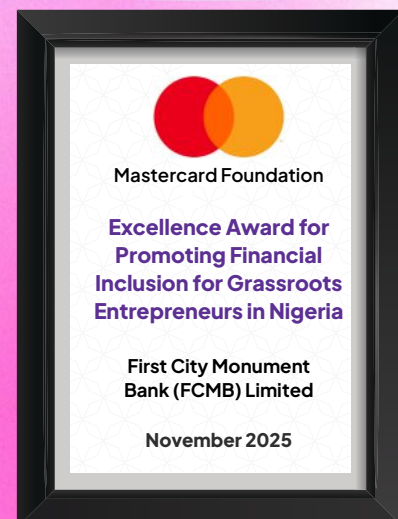 Mastercard Foundation
Excellence Award for
Promoting Financial
Inclusion for Grassroots
Entrepreneurs in Nigeria
First City Monument
Bank (FCMB) Limited
November 2025